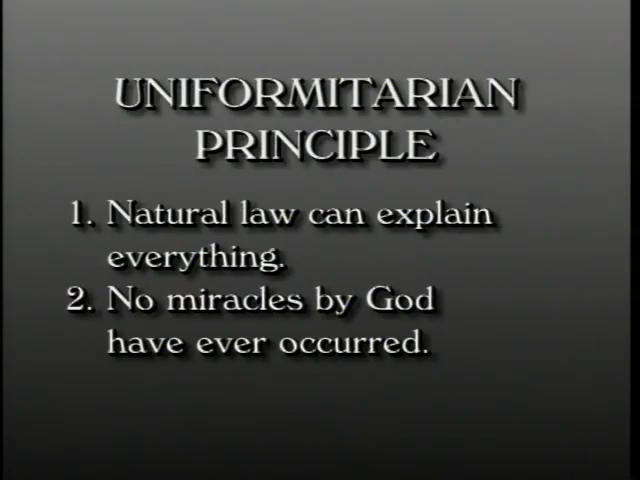 UNIFORMITARIAN
PRINCIPLE
1. Natural law can explain
everything.
2. No miracles by God
have ever occurred.